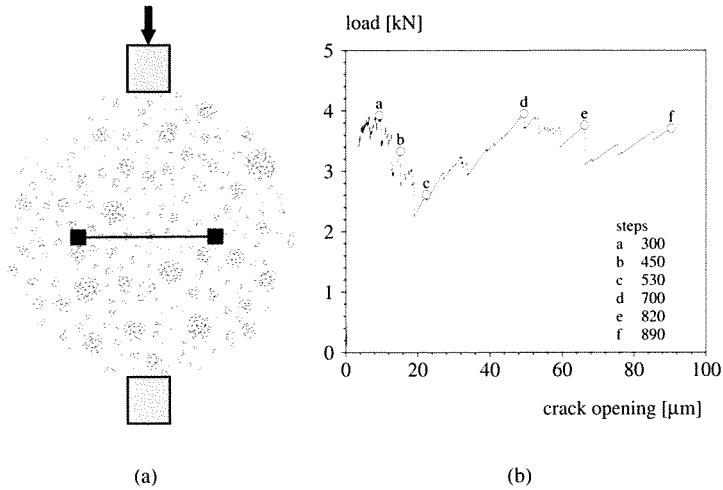 load [kN]
5
4
3
2
1
0
a
b
c
d
e
f
steps
a 300
b 450
c 530
d 700
e 820
f 890
0 20 40 60 80 100
crack opening [μm]
(a) (b)